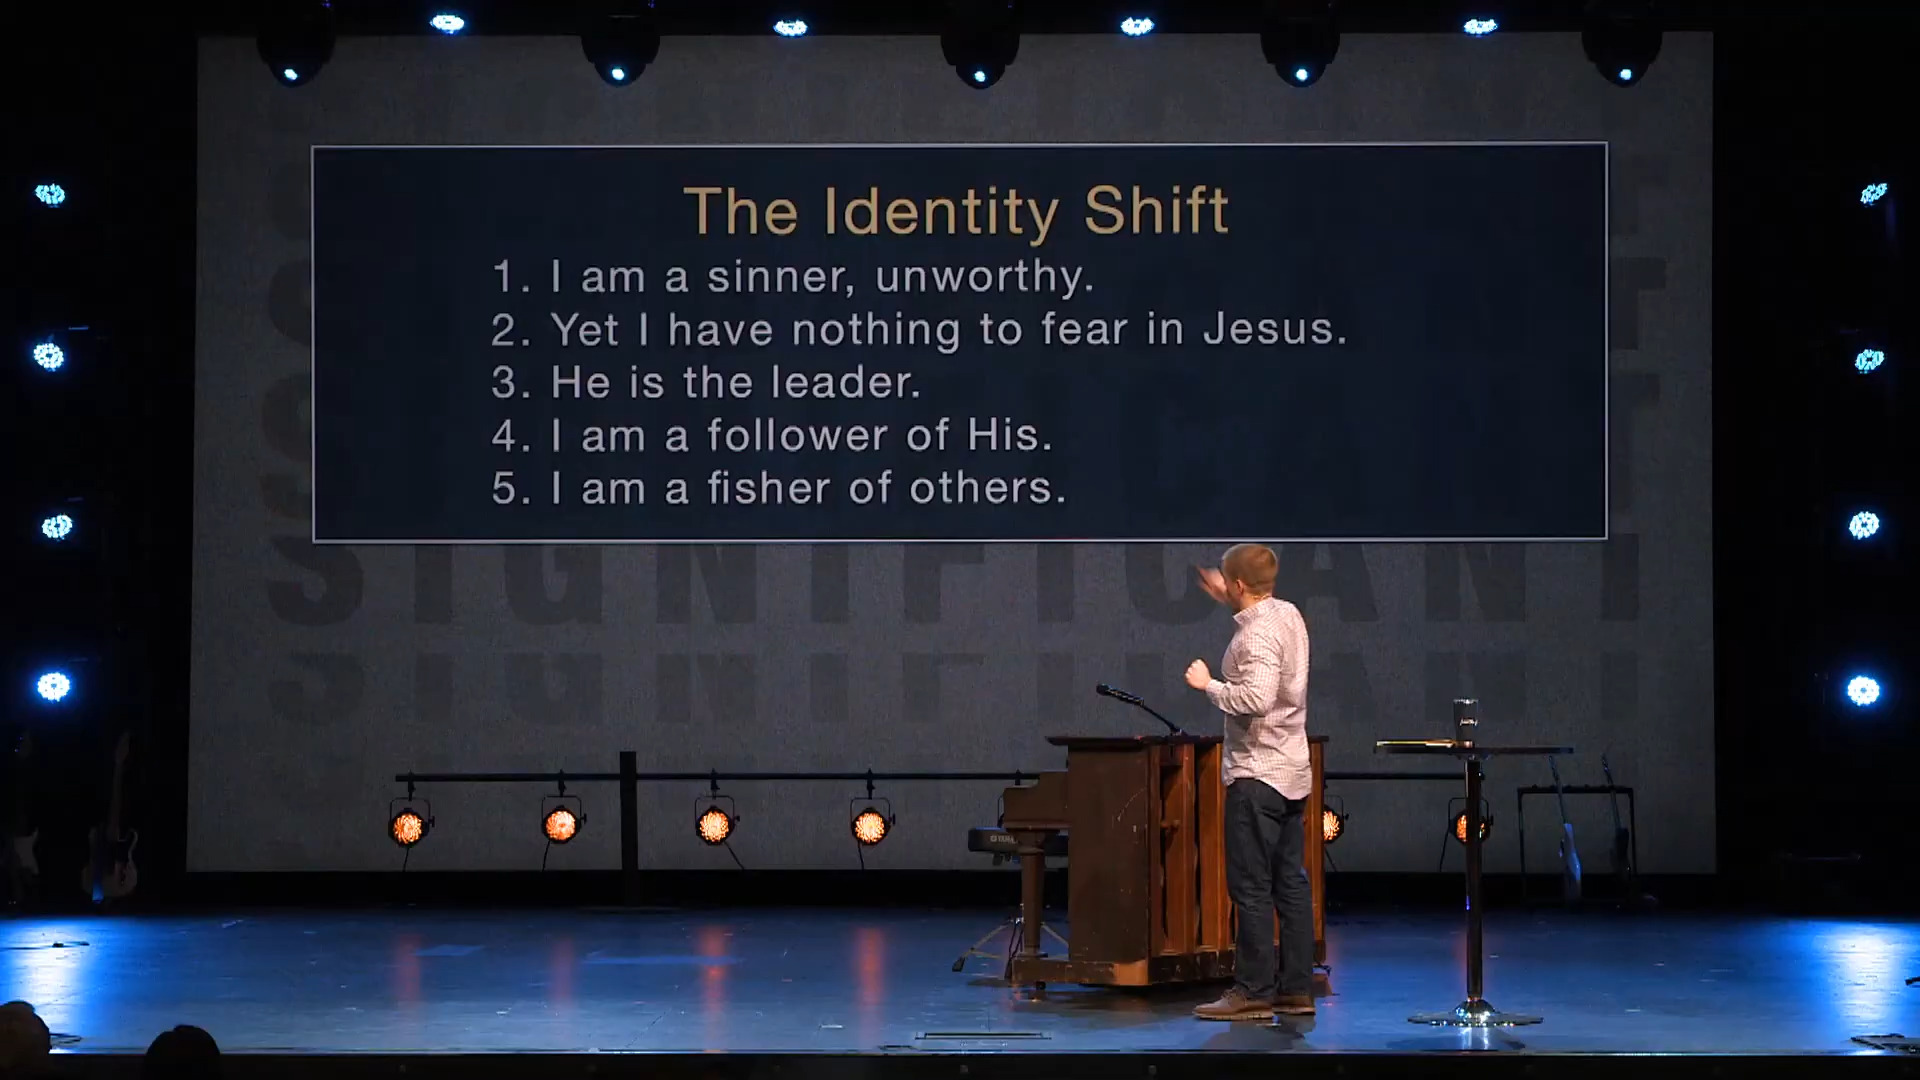 The Identity Shift
1. I am a sinner, unworthy.
2. Yet I have nothing to fear in Jesus.
3. He is the leader.
4. I am a follower of His.
5. I am a fisher of others.
SIGNIFICANT
SIGNIFICANT